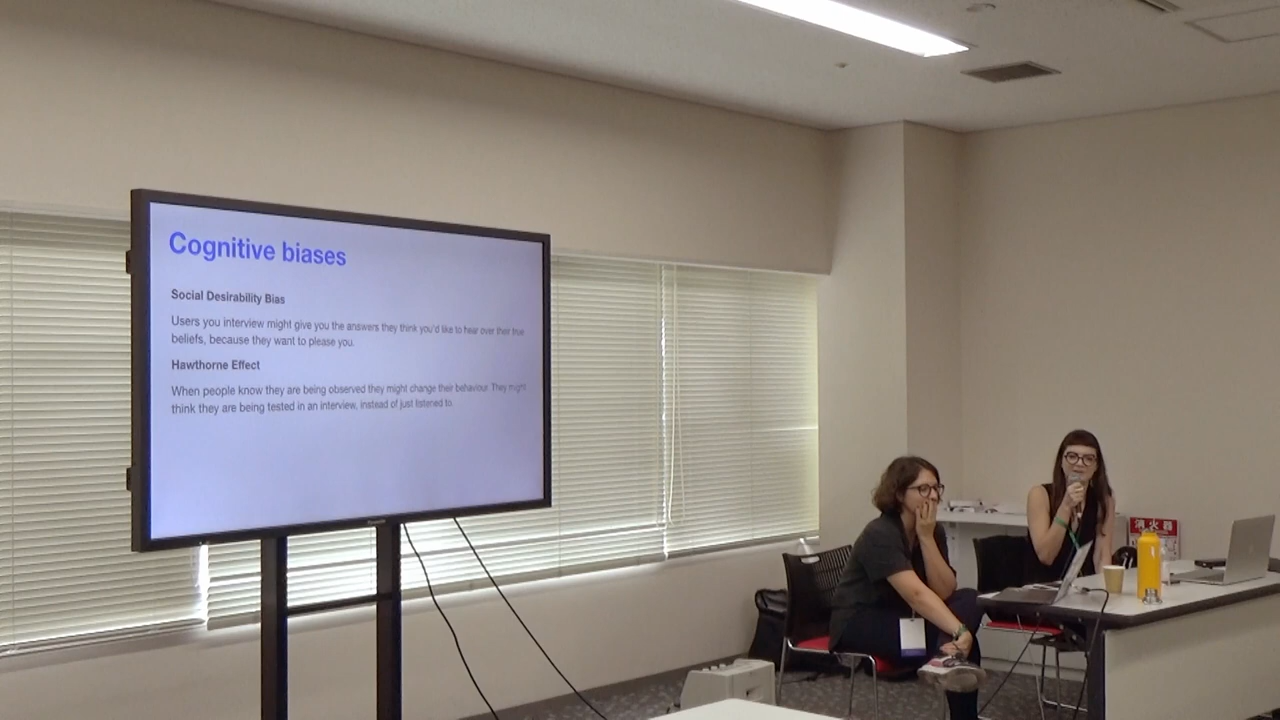 Cognitive biases
Social Desirability Bias
Users you interview might give you the answers they think you'd like to hear over their true
beliefs, because they want to please you.
Hawthorne Effect
When people know they are being observed they might change their behaviour. They might
think they are being tested in an interview, instead of just listened to.
消火器